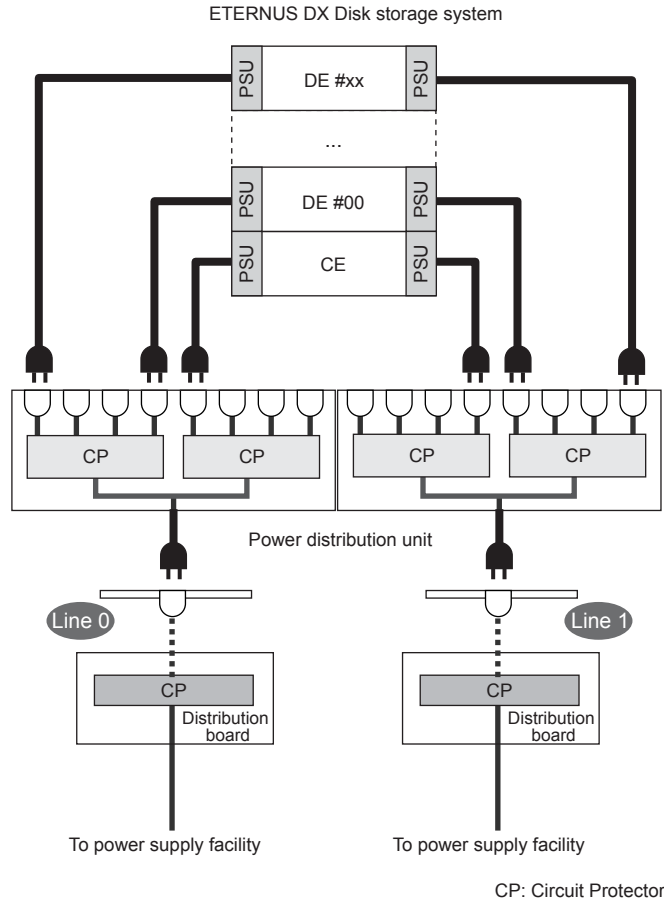 ETERNUS DX Disk storage system
PSU DE #xx PSU
...
PSU DE #00 PSU
PSU CE PSU
CP CP CP CP
Power distribution unit
Line 0 Line 1
CP CP
Distribution board Distribution board
To power supply facility To power supply facility
CP: Circuit Protector